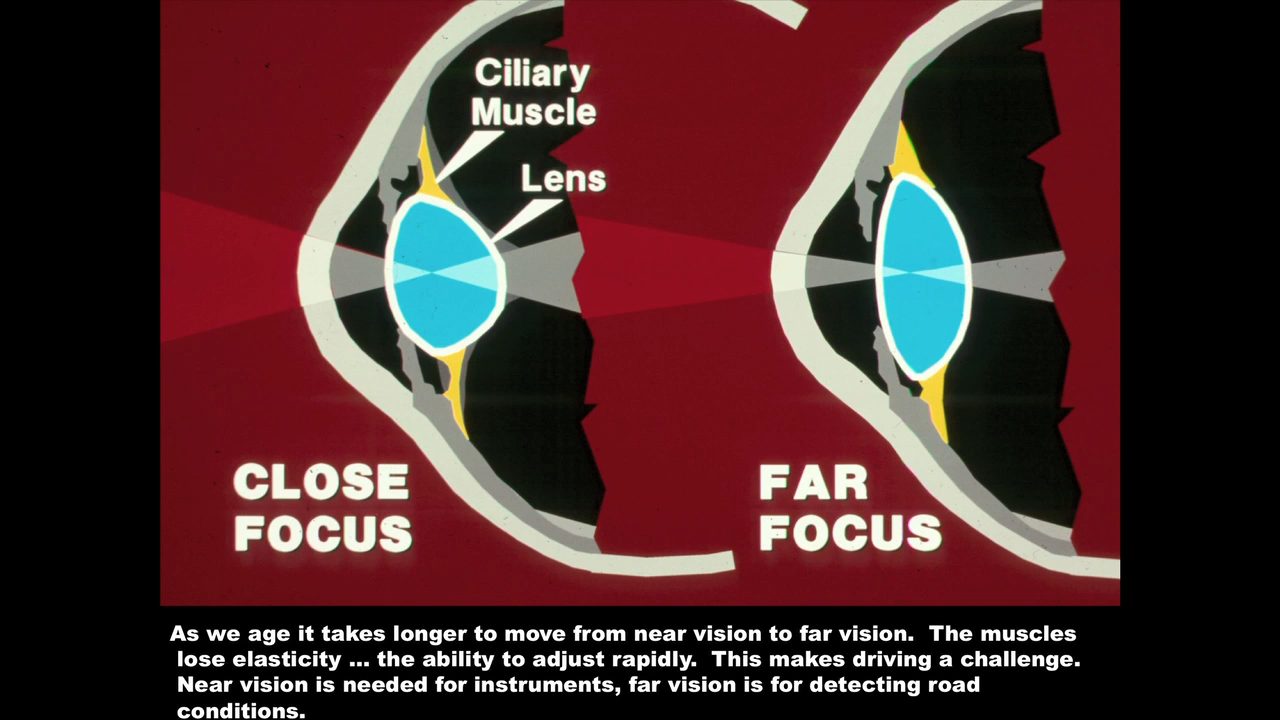 Ciliary
Muscle
Lens
CLOSE
FOCUS
FAR
FOCUS
As we age it takes longer to move from near vision to far vision.  The muscles
lose elasticity ... the ability to adjust rapidly.  This makes driving a challenge.
Near vision is needed for instruments, far vision is for detecting road
conditions.